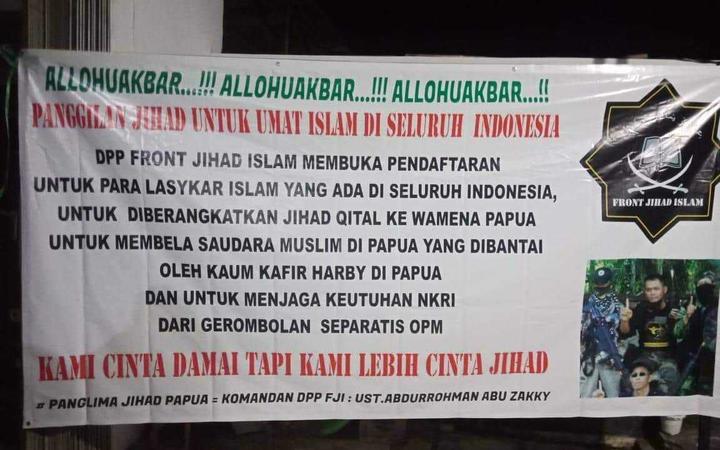 ALLOHUAKBAR...!!! ALLOHUAKBAR...!!! ALLOHUAKBAR...!!
PANGGILAN JIHAD UNTUK UMAT ISLAM DI SELURUH INDONESIA
DPP FRONT JIHAD ISLAM MEMBUKA PENDAFTARAN
UNTUK PARA LASYKAR ISLAM YANG ADA DI SELURUH INDONESIA,
UNTUK DIBERANGKATKAN JIHAD QITAL KE WAMENA PAPUA
UNTUK MEMBELA SAUDARA MUSLIM DI PAPUA YANG DIBANTAI
OLEH KAUM KAFIR HARBY DI PAPUA
DAN UNTUK MENJAGA KEUTUHAN NKRI
DARI GEROMBOLAN SEPARATIS OPM
KAMI CINTA DAMAI TAPI KAMI LEBIH CINTA JIHAD
# PANGLIMA JIHAD PAPUA = KOMANDAN DPP FJI : UST.ABDURROHMAN ABU ZAKKY
FRONT JIHAD ISLAM